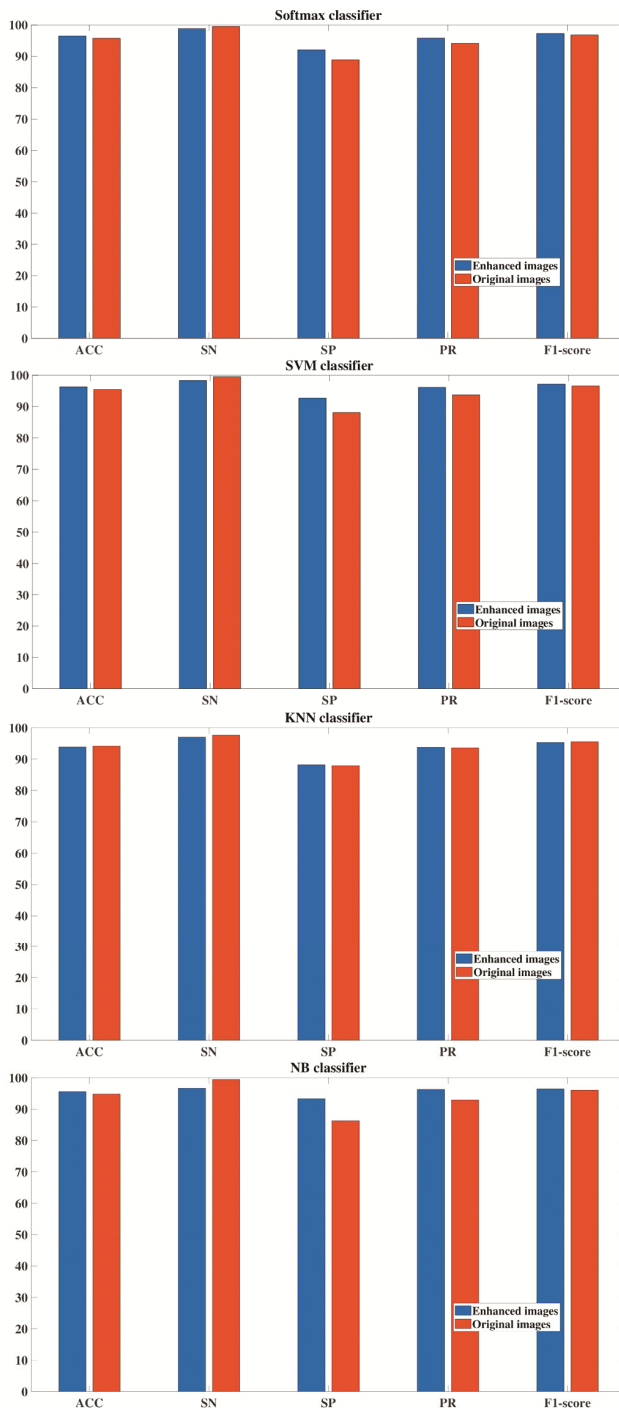 Softmax classifier
100
90
80
70
60
50
40
30
20
10
0
Enhanced images
Original images
ACC SN SP PR F1-score
SVM classifier
100
90
80
70
60
50
40
30
20
10
0
Enhanced images
Original images
ACC SN SP PR F1-score
KNN classifier
100
90
80
70
60
50
40
30
20
10
0
Enhanced images
Original images
ACC SN SP PR F1-score
NB classifier
100
90
80
70
60
50
40
30
20
10
0
Enhanced images
Original images
ACC SN SP PR F1-score